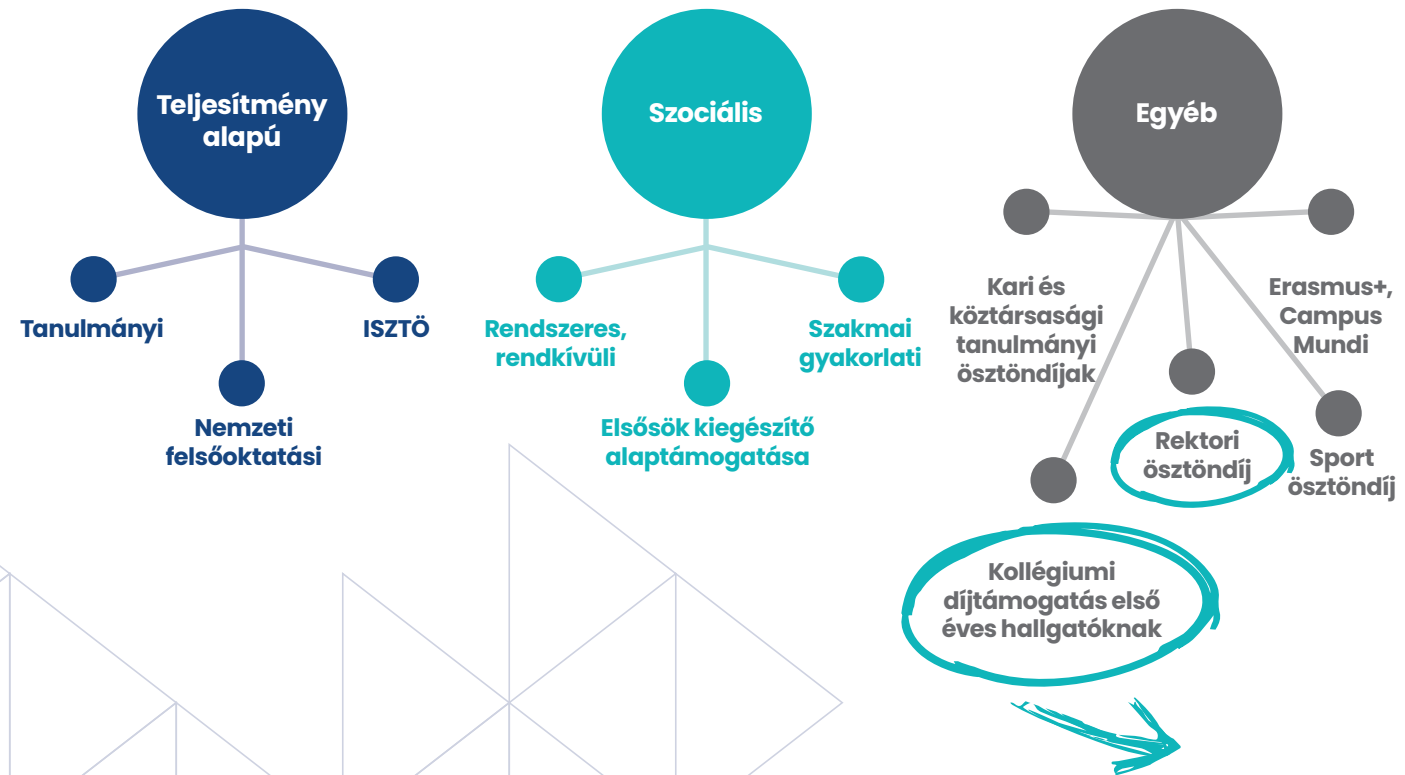 Teljesítmény
alapú
Tanulmányi
ISZTÖ
Nemzeti
felsőoktatási
Szociális
Rendszeres,
rendkívüli
Szakmai
gyakorlati
Elsősök kiegészítő
alaptámogatása
Egyéb
Kari és
köztársasági
tanulmányi
ösztöndíjak
Erasmus+,
Campus
Mundi
Rektori
ösztöndíj
Sport
ösztöndíj
Kollégiumi
díjtámogatás első
éves hallgatóknak